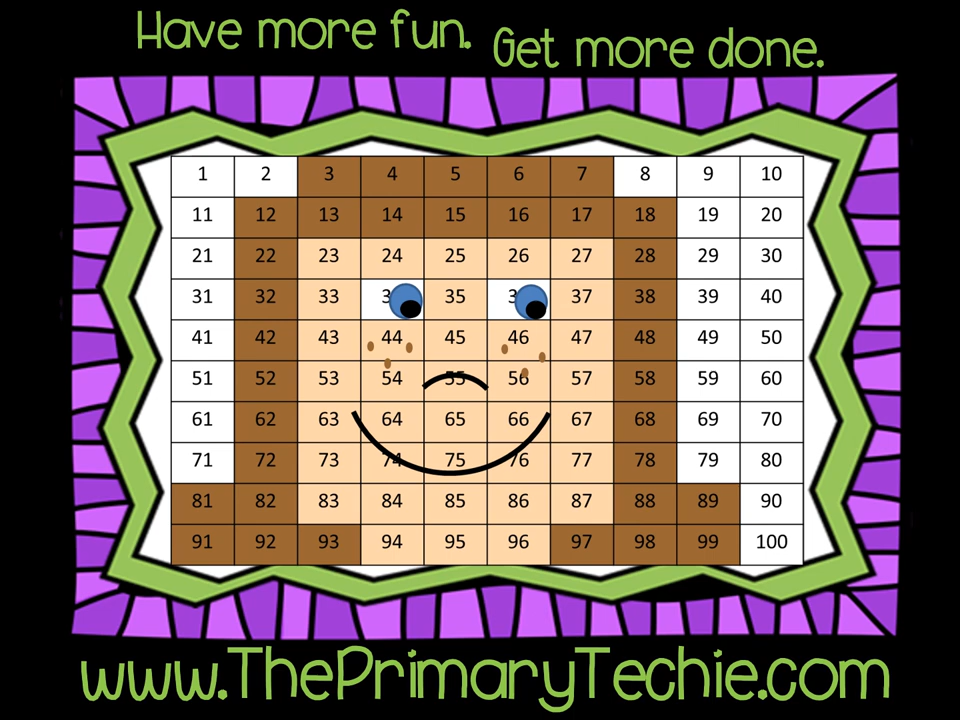 Have more fun. Get more done.
1 2 3 4 5 6 7 8 9 10
11 12 13 14 15 16 17 18 19 20
21 22 23 24 25 26 27 28 29 30
31 32 33 3 35 3 37 38 39 40
41 42 43 44 45 46 47 48 49 50
51 52 53 54 55 56 57 58 59 60
61 62 63 64 65 66 67 68 69 70
71 72 73 74 75 76 77 78 79 80
81 82 83 84 85 86 87 88 89 90
91 92 93 94 95 96 97 98 99 100
www.ThePrimaryTechie.com